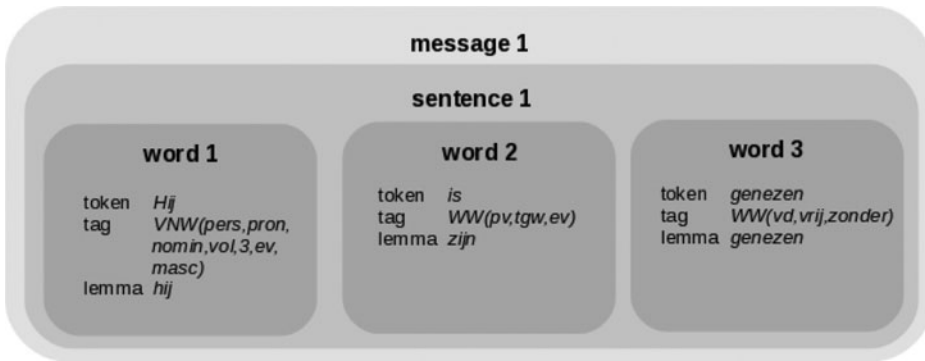 message 1
sentence 1
word 1
token Hij
tag VNW(pers,pron,
nomin,vol,3,ev,
masc)
lemma hij
word 2
token is
tag WW(pv,tgw,ev)
lemma zijn
word 3
token genezen
tag WW(vd,vrij,zonder)
lemma genezen